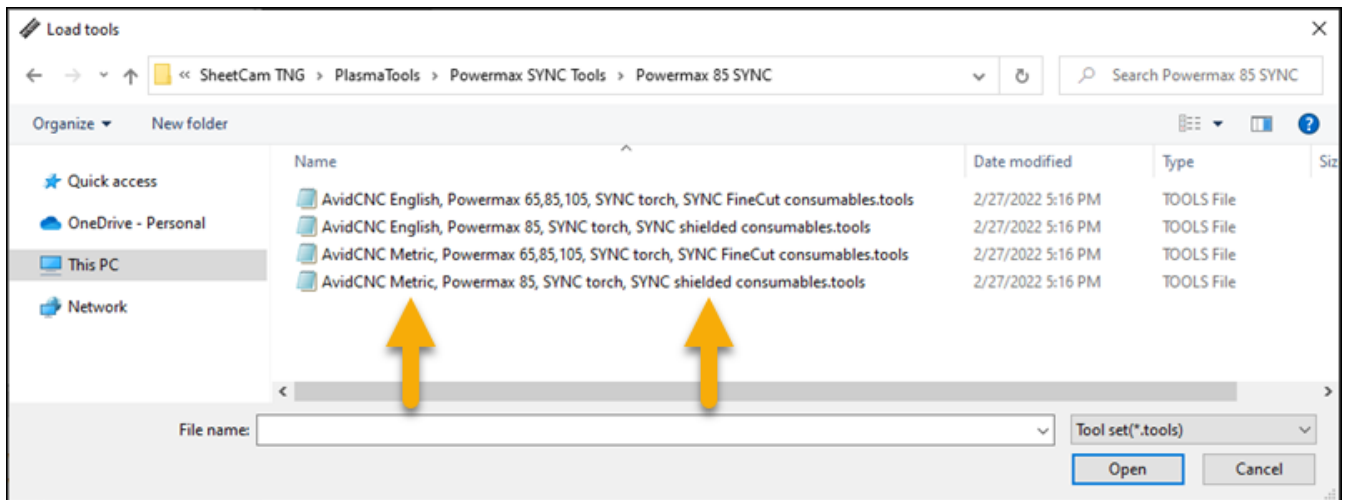 Load tools
« SheetCam TNG > PlasmaTools > Powermax SYNC Tools > Powermax 85 SYNC
Search Powermax 85 SYNC
Organize
New folder
?
Name
Date modified
Type
Siz
Quick access
OneDrive - Personal
This PC
Network
AvidCNC English, Powermax 65,85,105, SYNC torch, SYNC FineCut consumables.tools 2/27/2022 5:16 PM TOOLS File
AvidCNC English, Powermax 85, SYNC torch, SYNC shielded consumables.tools 2/27/2022 5:16 PM TOOLS File
AvidCNC Metric, Powermax 65,85,105, SYNC torch, SYNC FineCut consumables.tools 2/27/2022 5:16 PM TOOLS File
AvidCNC Metric, Powermax 85, SYNC torch, SYNC shielded consumables.tools 2/27/2022 5:16 PM TOOLS File
File name:
Tool set(*.tools)
Open
Cancel